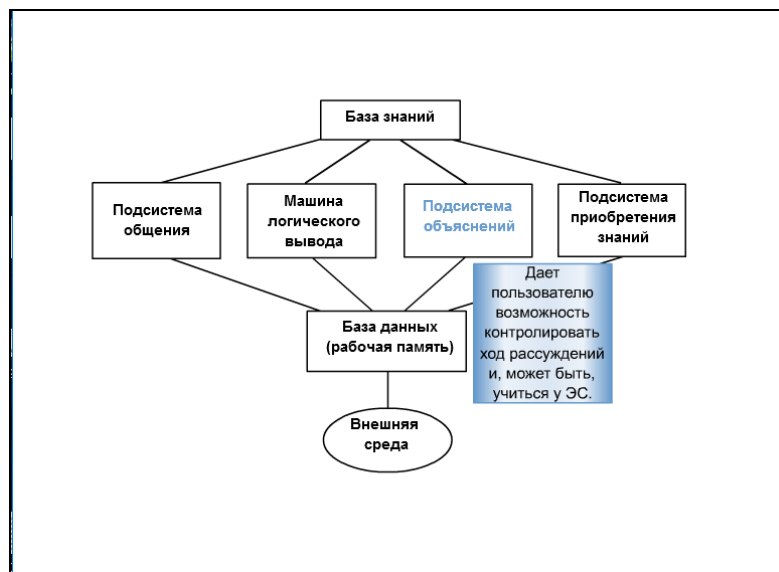 База знаний
Подсистема
общения
Машина
логического
вывода
Подсистема
объяснений
Подсистема
приобретения
знаний
Дает
пользователю
возможность
контролировать
ход рассуждений
и, может быть,
учиться у ЭС.
База данных
(рабочая память)
Внешняя
среда